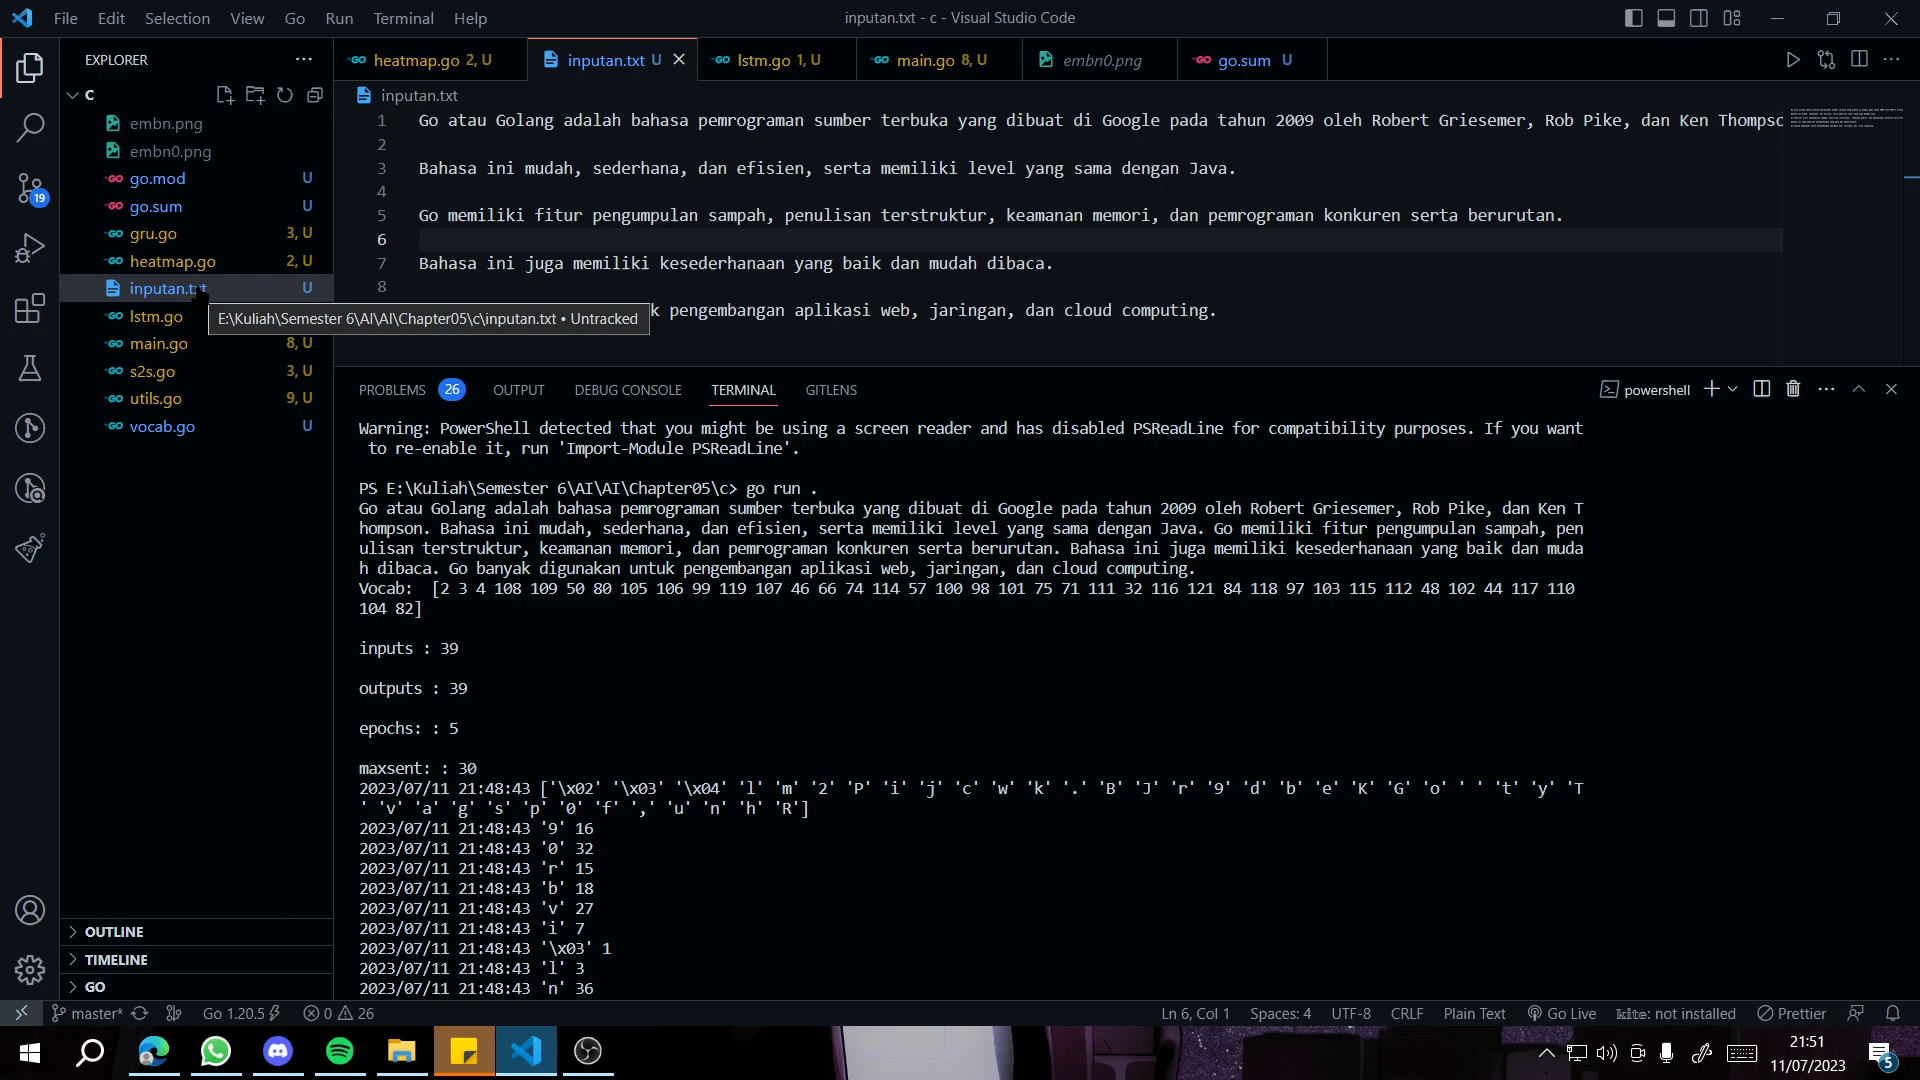 File Edit Selection View Go Run Terminal Help
inputan.txt - c - Visual Studio Code
EXPLORER
C
embn.png
embn0.png
go.mod U
go.sum U
gru.go 3, U
heatmap.go 2, U
inputan.txt U
lstm.go
main.go 8, U
s2s.go 3, U
utils.go 9, U
vocab.go U
19
E:\Kuliah\Semester 6\AI\AI\Chapter05\c\inputan.txt • Untracked
OUTLINE
TIMELINE
GO
heatmap.go 2, U inputan.txt U lstm.go 1, U main.go 8, U embn0.png go.sum U
inputan.txt
1 Go atau Golang adalah bahasa pemrograman sumber terbuka yang dibuat di Google pada tahun 2009 oleh Robert Griesemer, Rob Pike, dan Ken Thompsc
2
3 Bahasa ini mudah, sederhana, dan efisien, serta memiliki level yang sama dengan Java.
4
5 Go memiliki fitur pengumpulan sampah, penulisan terstruktur, keamanan memori, dan pemrograman konkuren serta berurutan.
6
7 Bahasa ini juga memiliki kesederhanaan yang baik dan mudah dibaca.
8
k pengembangan aplikasi web, jaringan, dan cloud computing.
PROBLEMS 26 OUTPUT DEBUG CONSOLE TERMINAL GITLENS
powershell
Warning: PowerShell detected that you might be using a screen reader and has disabled PSReadLine for compatibility purposes. If you want
to re-enable it, run 'Import-Module PSReadLine'.
PS E:\Kuliah\Semester 6\AI\AI\Chapter05\c> go run .
Go atau Golang adalah bahasa pemrograman sumber terbuka yang dibuat di Google pada tahun 2009 oleh Robert Griesemer, Rob Pike, dan Ken T
hompson. Bahasa ini mudah, sederhana, dan efisien, serta memiliki level yang sama dengan Java. Go memiliki fitur pengumpulan sampah, pen
ulisan terstruktur, keamanan memori, dan pemrograman konkuren serta berurutan. Bahasa ini juga memiliki kesederhanaan yang baik dan muda
h dibaca. Go banyak digunakan untuk pengembangan aplikasi web, jaringan, dan cloud computing.
Vocab: [2 3 4 108 109 50 80 105 106 99 119 107 46 66 74 114 57 100 98 101 75 71 111 32 116 121 84 118 97 103 115 112 48 102 44 117 110
104 82]
inputs : 39
outputs : 39
epochs: : 5
maxsent: : 30
2023/07/11 21:48:43 ['\x02' '\x03' '\x04' 'l' 'm' '2' 'P' 'i' 'j' 'c' 'w' 'k' '.' 'B' 'J' 'r' '9' 'd' 'b' 'e' 'K' 'G' 'o' ' ' 't' 'y' 'T
' 'v' 'a' 'g' 's' 'p' '0' 'f' ',' 'u' 'n' 'h' 'R']
2023/07/11 21:48:43 '9' 16
2023/07/11 21:48:43 '0' 32
2023/07/11 21:48:43 'r' 15
2023/07/11 21:48:43 'b' 18
2023/07/11 21:48:43 'v' 27
2023/07/11 21:48:43 'i' 7
2023/07/11 21:48:43 '\x03' 1
2023/07/11 21:48:43 'l' 3
2023/07/11 21:48:43 'n' 36
master* Go 1.20.5 0 26 Ln 6, Col 1 Spaces: 4 UTF-8 CRLF Plain Text Go Live kite: not installed Prettier
21:51
11/07/2023
5